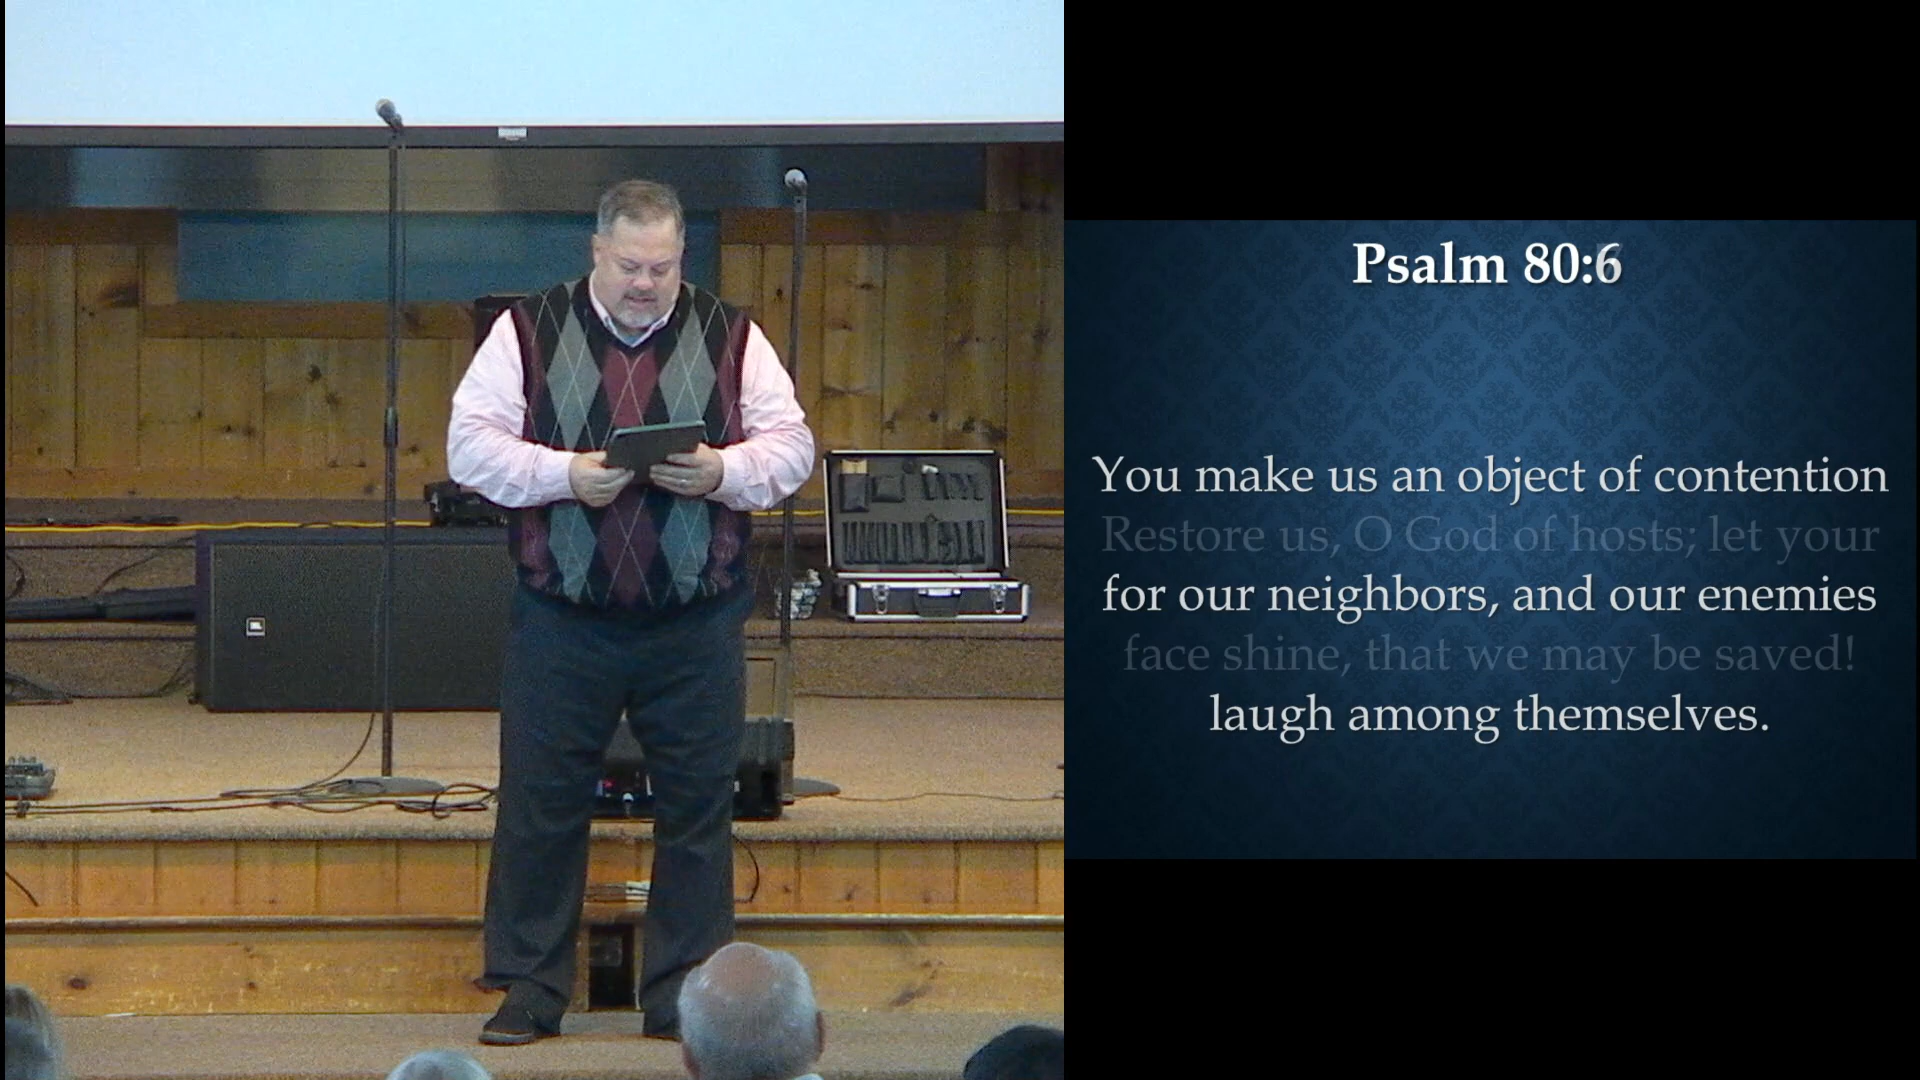 Psalm 80:6
You make us an object of contention
Restore us, O God of hosts; let your
for our neighbors, and our enemies
face shine, that we may be saved!
laugh among themselves.
JBL